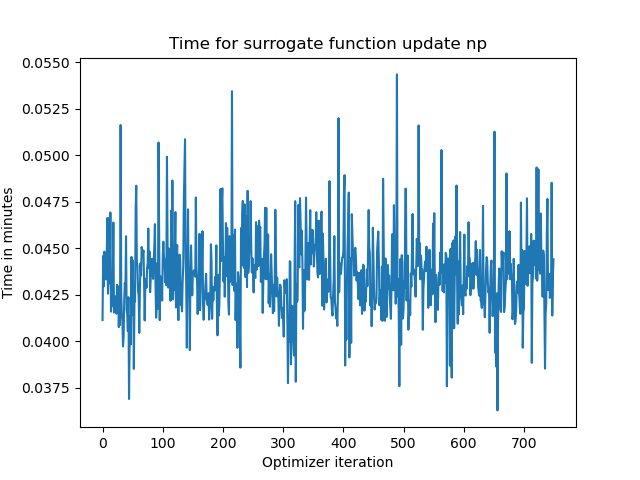 Time for surrogate function update np
0.0550
0.0525
0.0500
0.0475
0.0450
0.0425
0.0400
0.0375
Time in minutes
0 100 200 300 400 500 600 700
Optimizer iteration